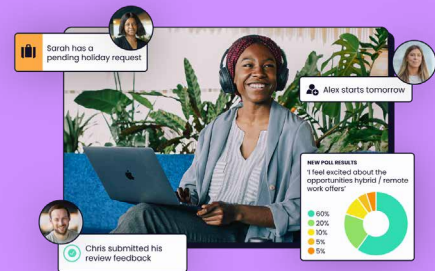 Sarah has a
pending holiday request
Alex starts tomorrow
NEW POLL RESULTS
'I feel excited about the
opportunities hybrid / remote
work offers'
60%
20%
10%
5%
5%
Chris submitted his
review feedback